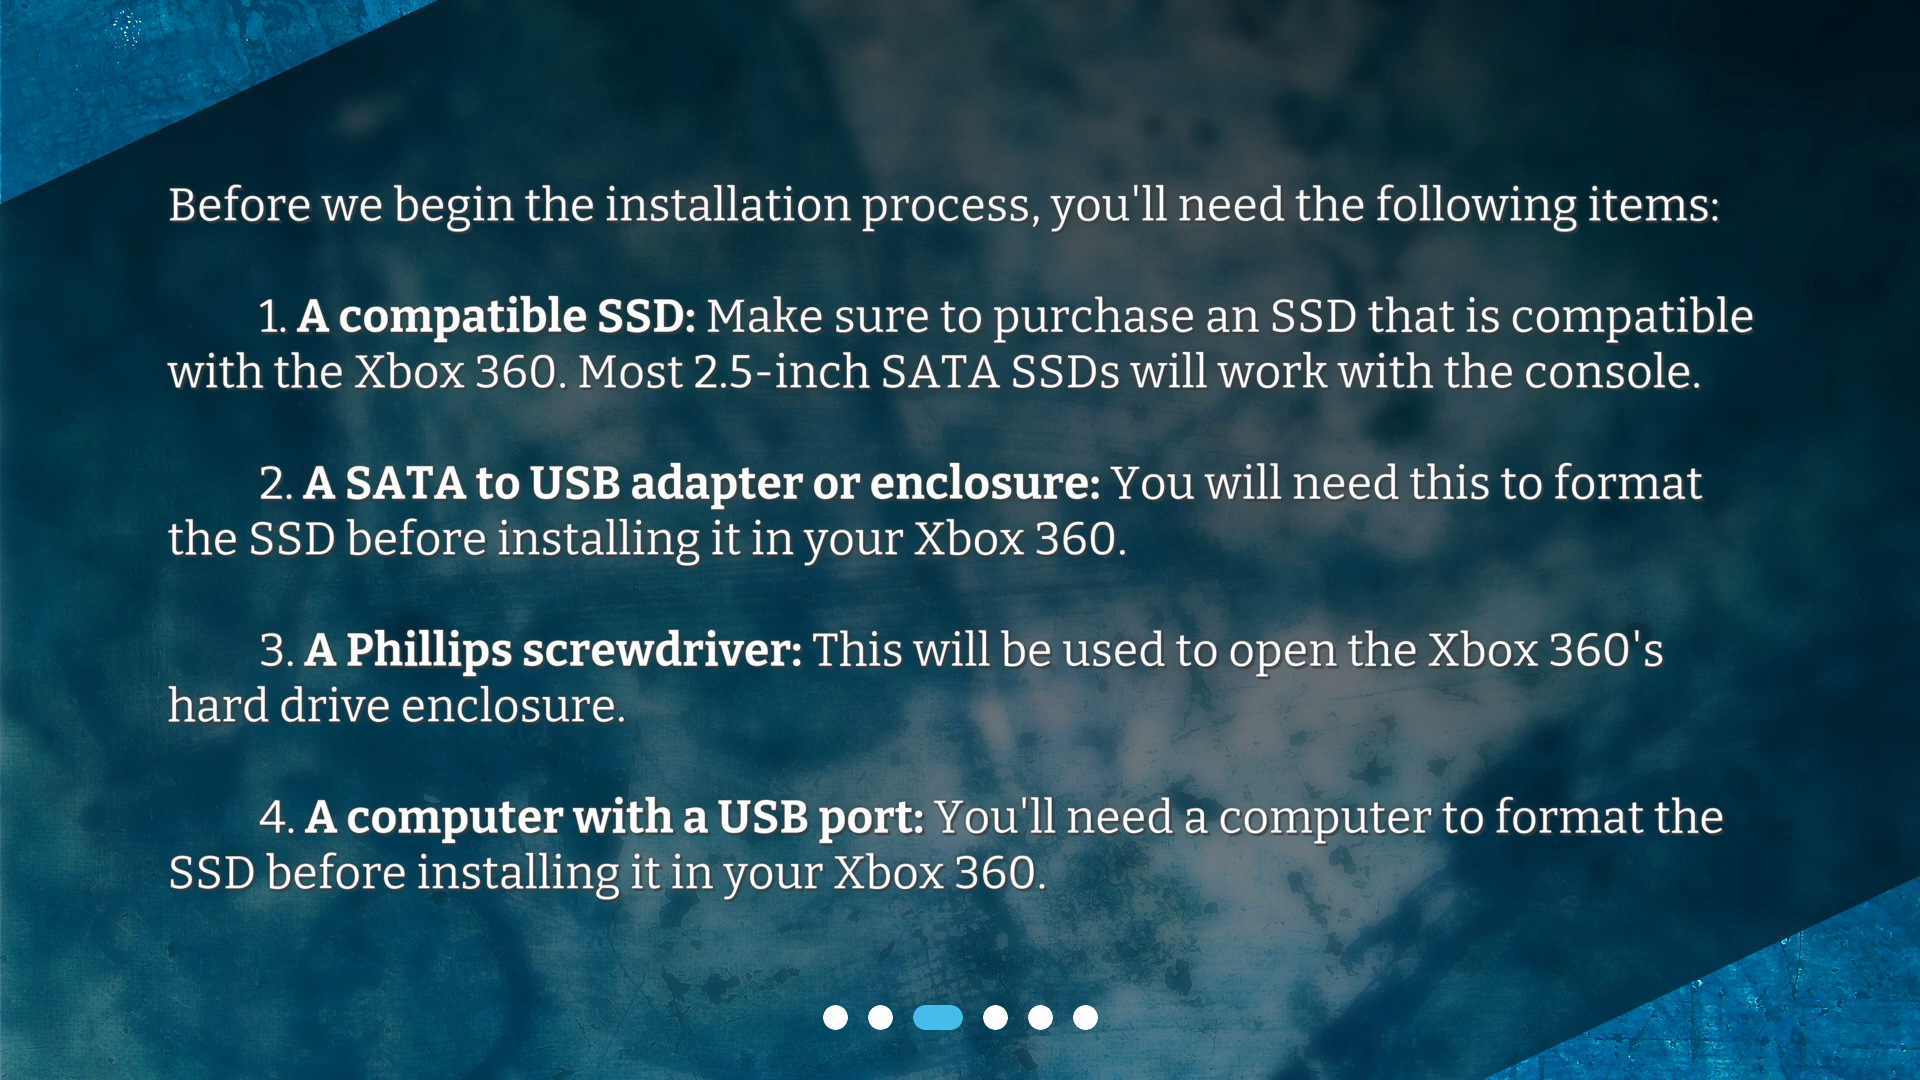 Before we begin the installation process, you'll need the following items:
1. A compatible SSD: Make sure to purchase an SSD that is compatible
with the Xbox 360. Most 2.5-inch SATA SSDs will work with the console.
2. A SATA to USB adapter or enclosure: You will need this to format
the SSD before installing it in your Xbox 360.
3. A Phillips screwdriver: This will be used to open the Xbox 360's
hard drive enclosure.
4. A computer with a USB port: You'll need a computer to format the
SSD before installing it in your Xbox 360.